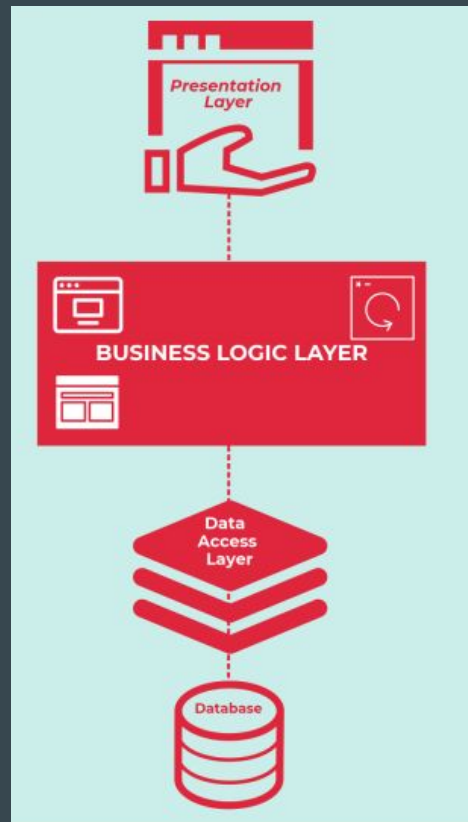 Presentation
Layer
BUSINESS LOGIC LAYER
Data
Access
Layer
Database